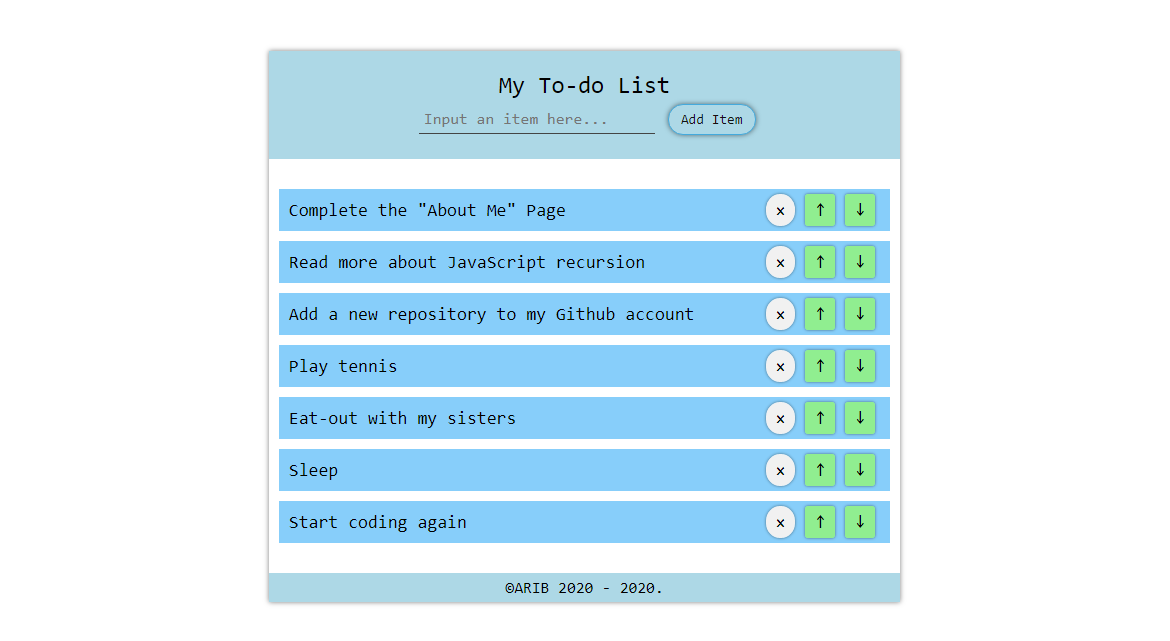 My To-do List
Input an item here... Add Item
Complete the "About Me" Page x ↑ ↓
Read more about JavaScript recursion x ↑ ↓
Add a new repository to my Github account x ↑ ↓
Play tennis x ↑ ↓
Eat-out with my sisters x ↑ ↓
Sleep x ↑ ↓
Start coding again x ↑ ↓
©ARIB 2020 - 2020.